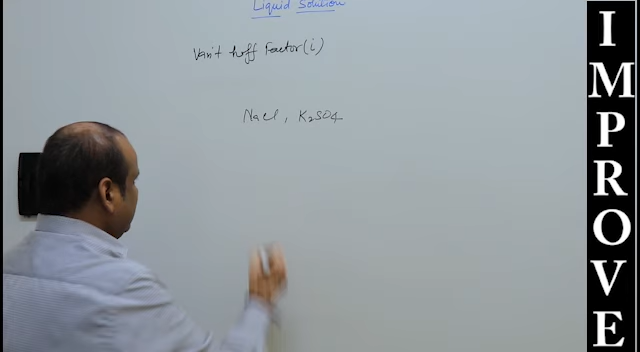 Liquid Solution
Van't hoff Factor (i)
NaCl, K2SO4
IMPROVE